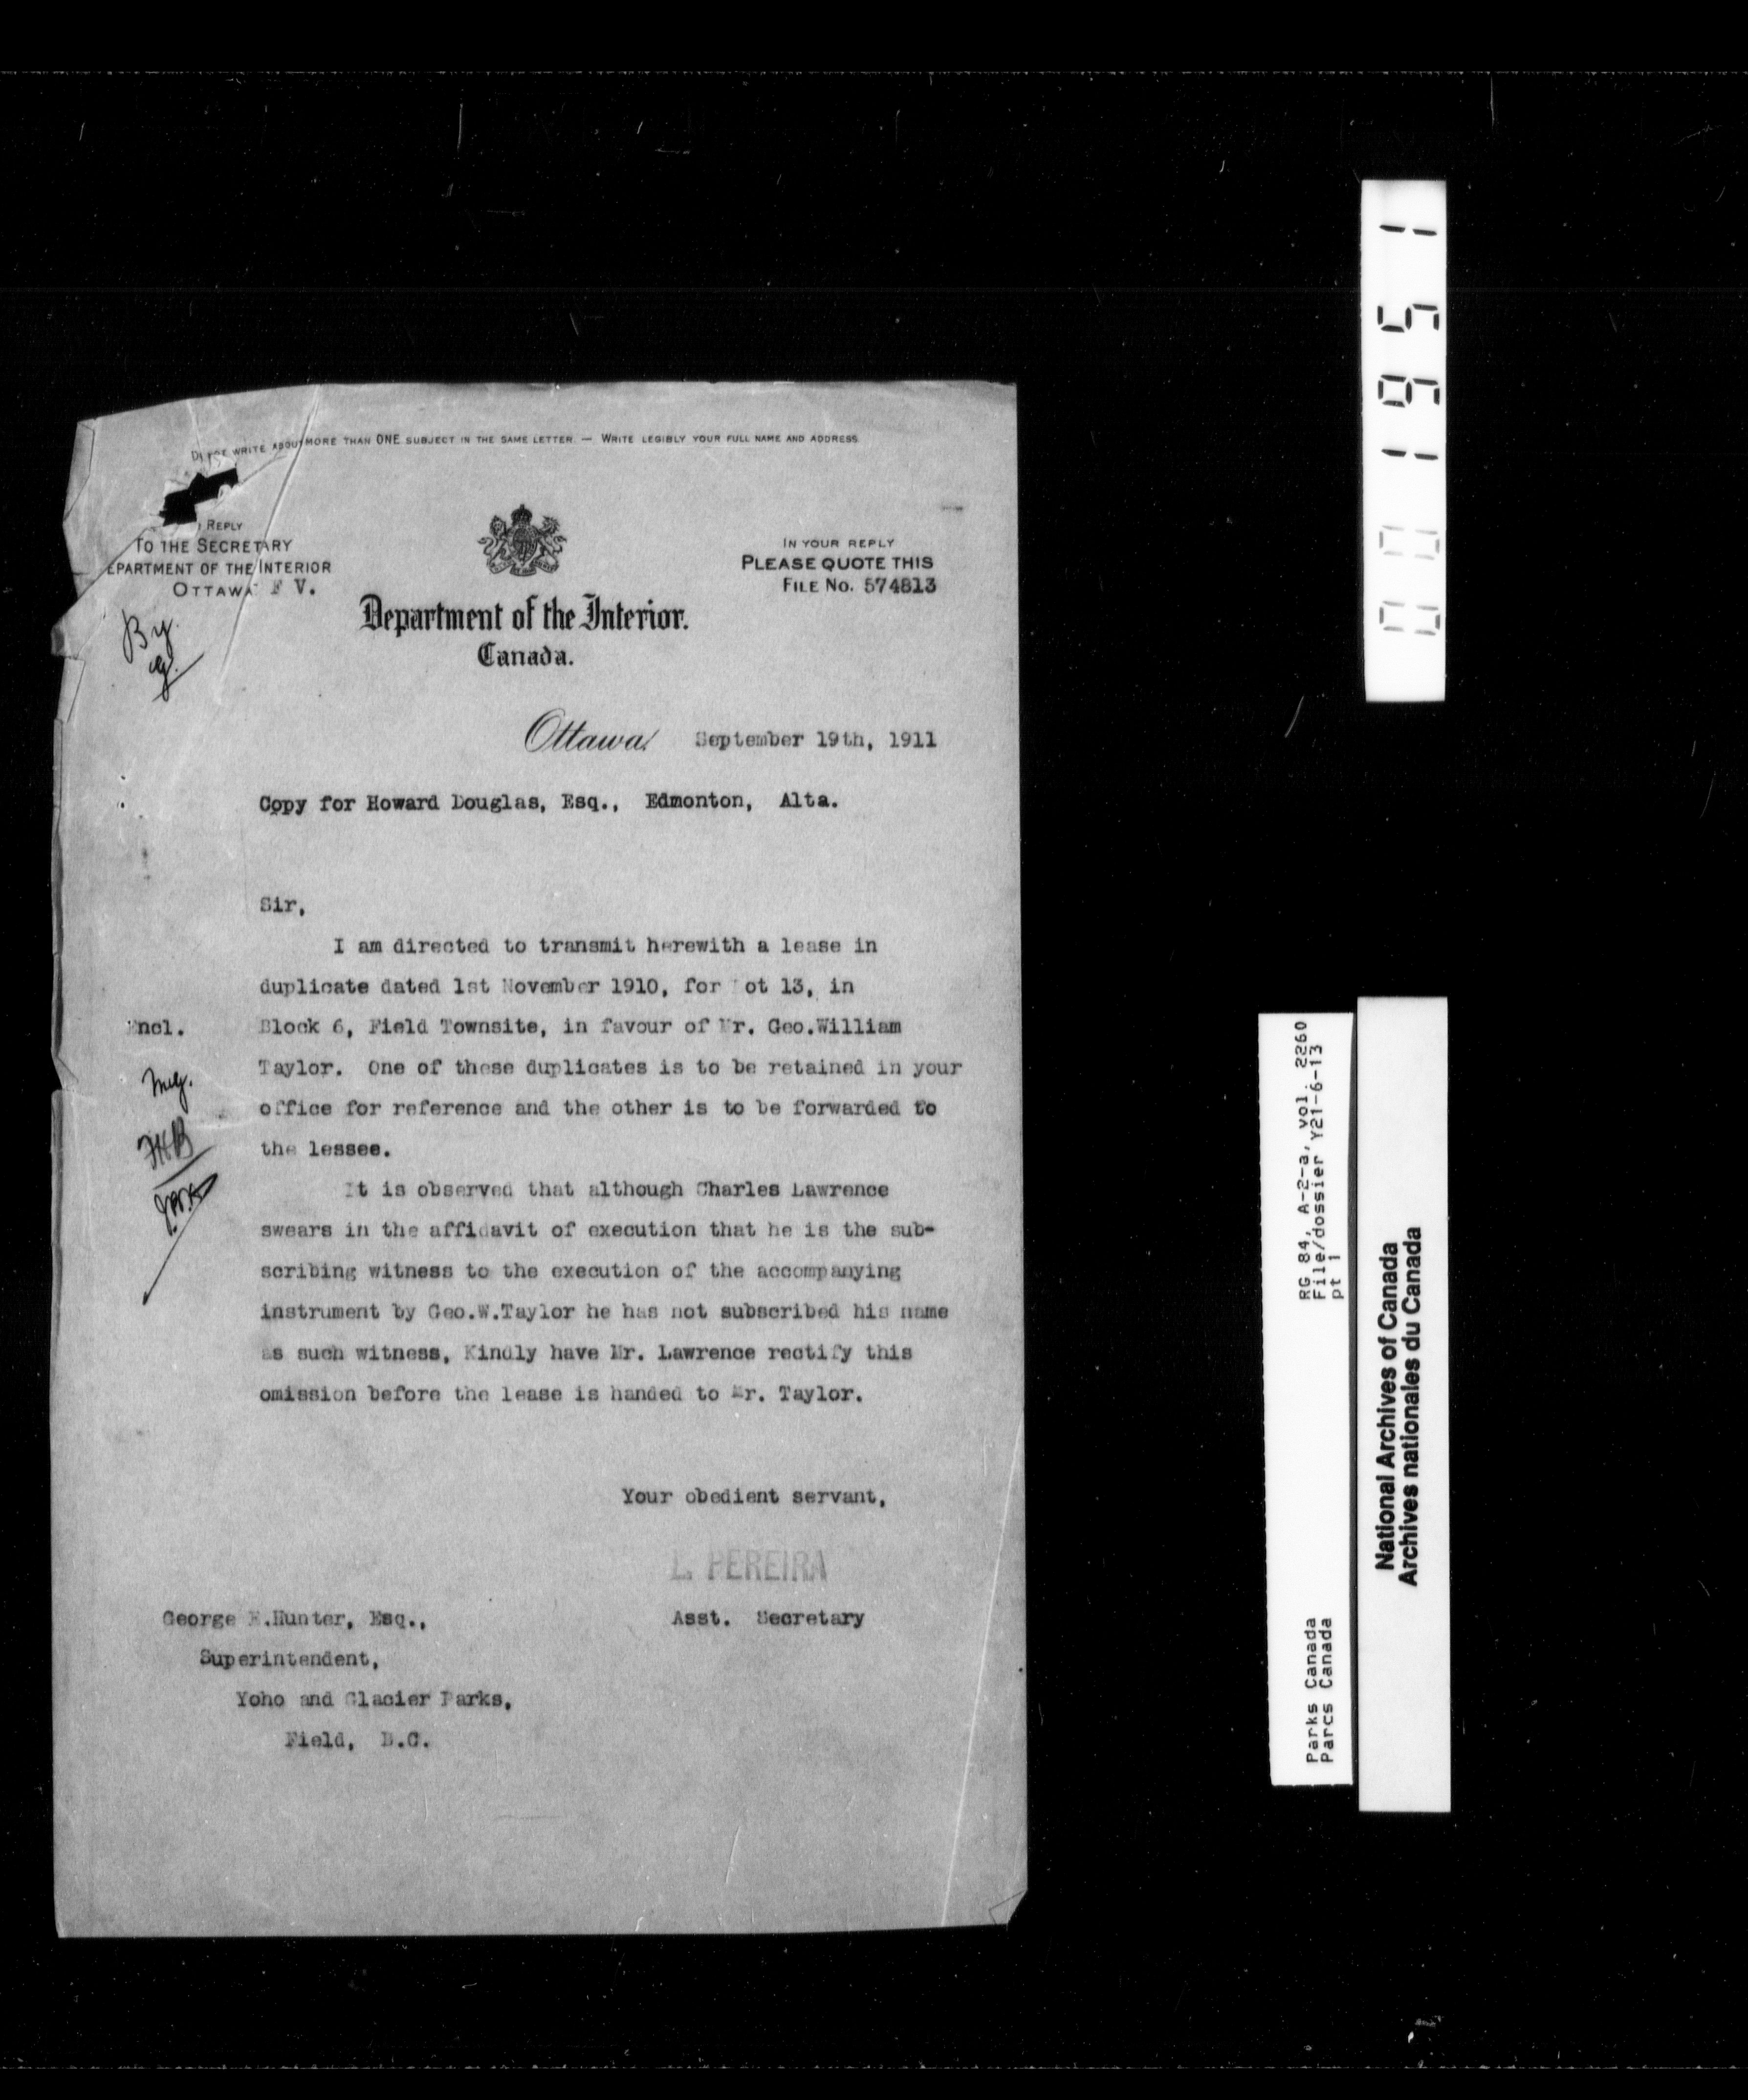 WRITE ABOUT MORE THAN ONE SUBJECT IN THE SAME LETTER. — WRITE LEGIBLY YOUR FULL NAME AND ADDRESS
REPLY
TO THE SECRETARY
EPARTMENT OF THE INTERIOR
OTTAWA F V.
IN YOUR REPLY
PLEASE QUOTE THIS
FILE No. 574813
Department of the Interior.
Canada.
By.
Ottawa, September 19th, 1911
Copy for Howard Douglas, Esq., Edmonton, Alta.
Sir,
I am directed to transmit herewith a lease in
duplicate dated 1st November 1910, for Lot 13, in
Encl.
Block 6, Field Townsite, in favour of Mr. Geo.William
Taylor. One of these duplicates is to be retained in your
office for reference and the other is to be forwarded to
the lessee.
It is observed that although Charles Lawrence
swears in the affidavit of execution that he is the sub-
scribing witness to the execution of the accompanying
instrument by Geo.W.Taylor he has not subscribed his name
as such witness, Kindly have Mr. Lawrence rectify this
omission before the lease is handed to Mr. Taylor.
Your obedient servant,
L. PEREIRA
Asst. Secretary
George E.Hunter, Esq.,
Superintendent,
Yoho and Glacier Parks,
Field, B.C.
001951
RG 84, A-2-a, vol. 2260
File/dossier Y21-6-13
pt 1
Parks Canada
Parcs Canada
National Archives of Canada
Archives nationales du Canada